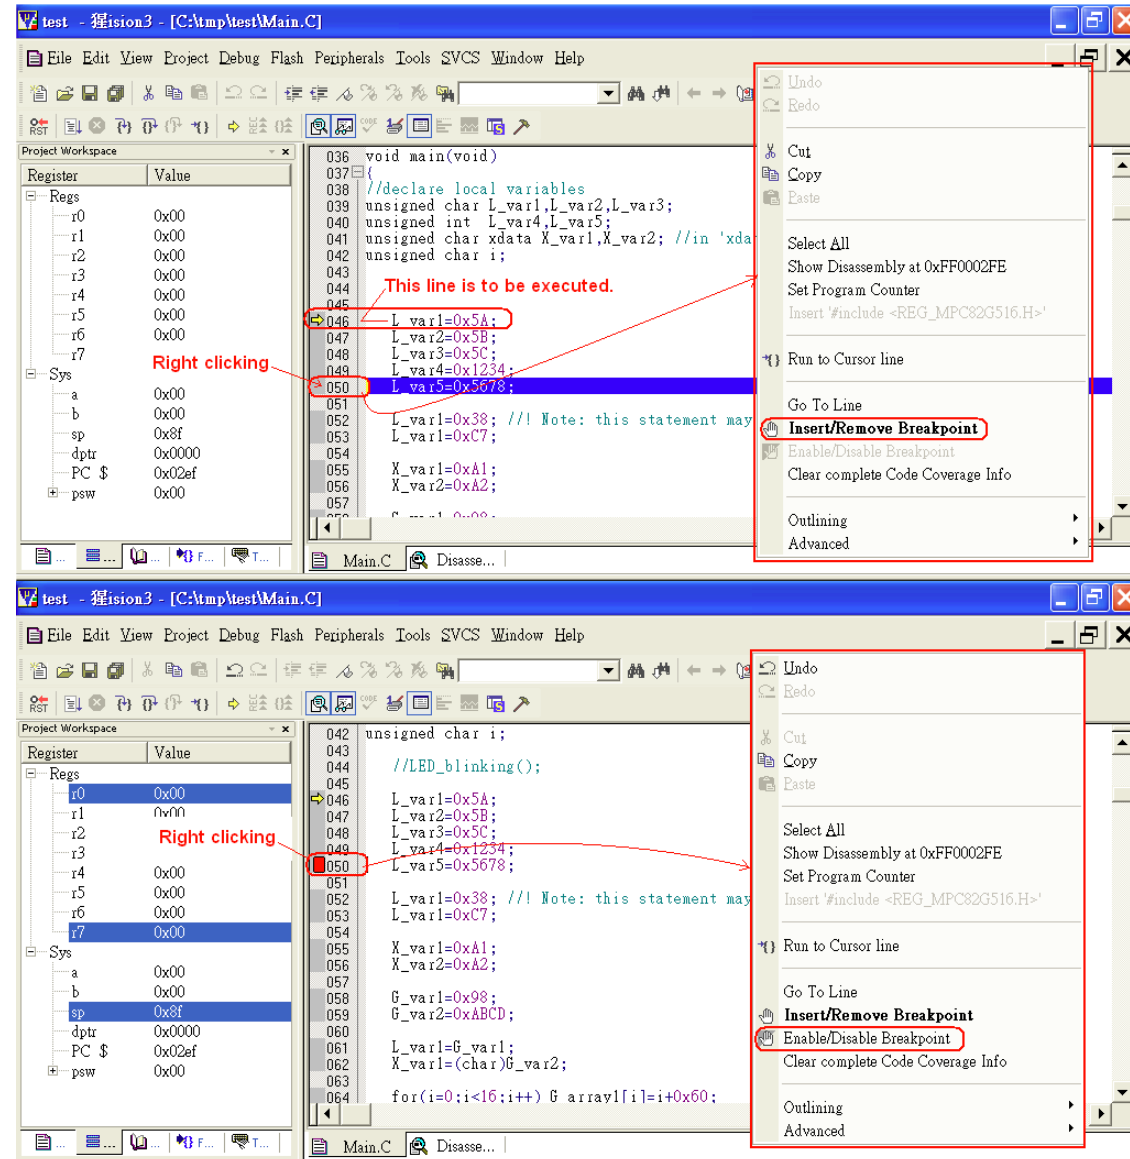 test - 猩ision3 - [C:\tmp\test\Main.C]
File Edit View Project Debug Flash Peripherals Tools SVCS Window Help
Project Workspace
Register Value
Regs
r0 0x00
r1 0x00
r2 0x00
r3 0x00
r4 0x00
r5 0x00
r6 0x00
r7
Sys
a 0x00
b 0x00
sp 0x8f
dptr 0x0000
PC $ 0x02ef
psw 0x00
036 void main(void)
037 {
038 //declare local variables
039 unsigned char L_var1,L_var2,L_var3;
040 unsigned int L_var4,L_var5;
041 unsigned char xdata X_var1,X_var2; //in 'xda
042 unsigned char i;
043
044
This line is to be executed.
045
046 L_var1=0x5A;
047 L_var2=0x5B;
048 L_var3=0x5C;
Right clicking
049 L_var4=0x1234;
050 L_var5=0x5678;
051
052 L_var1=0x38; //! Note: this statement may
053 L_var1=0xC7;
054
055 X_var1=0xA1;
056 X_var2=0xA2;
057
Undo
Redo
Cut
Copy
Paste
Select All
Show Disassembly at 0xFF0002FE
Set Program Counter
Insert '#include <REG_MPC82G516.H>'
Run to Cursor line
Go To Line
Insert/Remove Breakpoint
Enable/Disable Breakpoint
Clear complete Code Coverage Info
Outlining
Advanced
... ... ... F... T...
Main.C Disasse...
test - 猩ision3 - [C:\tmp\test\Main.C]
File Edit View Project Debug Flash Peripherals Tools SVCS Window Help
Project Workspace
Register Value
Regs
r0 0x00
r1 0x00
r2
r3
r4 0x00
r5 0x00
r6 0x00
r7 0x00
Sys
a 0x00
b 0x00
sp 0x8f
dptr 0x0000
PC $ 0x02ef
psw 0x00
042 unsigned char i;
043
044 //LED_blinking();
045
046 L_var1=0x5A;
047 L_var2=0x5B;
048 L_var3=0x5C;
Right clicking
049 L_var4=0x1234;
050 L_var5=0x5678;
051
052 L_var1=0x38; //! Note: this statement may
053 L_var1=0xC7;
054
055 X_var1=0xA1;
056 X_var2=0xA2;
057
058 G_var1=0x98;
059 G_var2=0xABCD;
060
061 L_var1=G_var1;
062 X_var1=(char)G_var2;
063
064 for(i=0;i<16;i++) G_array1[i]=i+0x60;
Undo
Redo
Cut
Copy
Paste
Select All
Show Disassembly at 0xFF0002FE
Set Program Counter
Insert '#include <REG_MPC82G516.H>'
Run to Cursor line
Go To Line
Insert/Remove Breakpoint
Enable/Disable Breakpoint
Clear complete Code Coverage Info
Outlining
Advanced
... ... ... F... T...
Main.C Disasse...